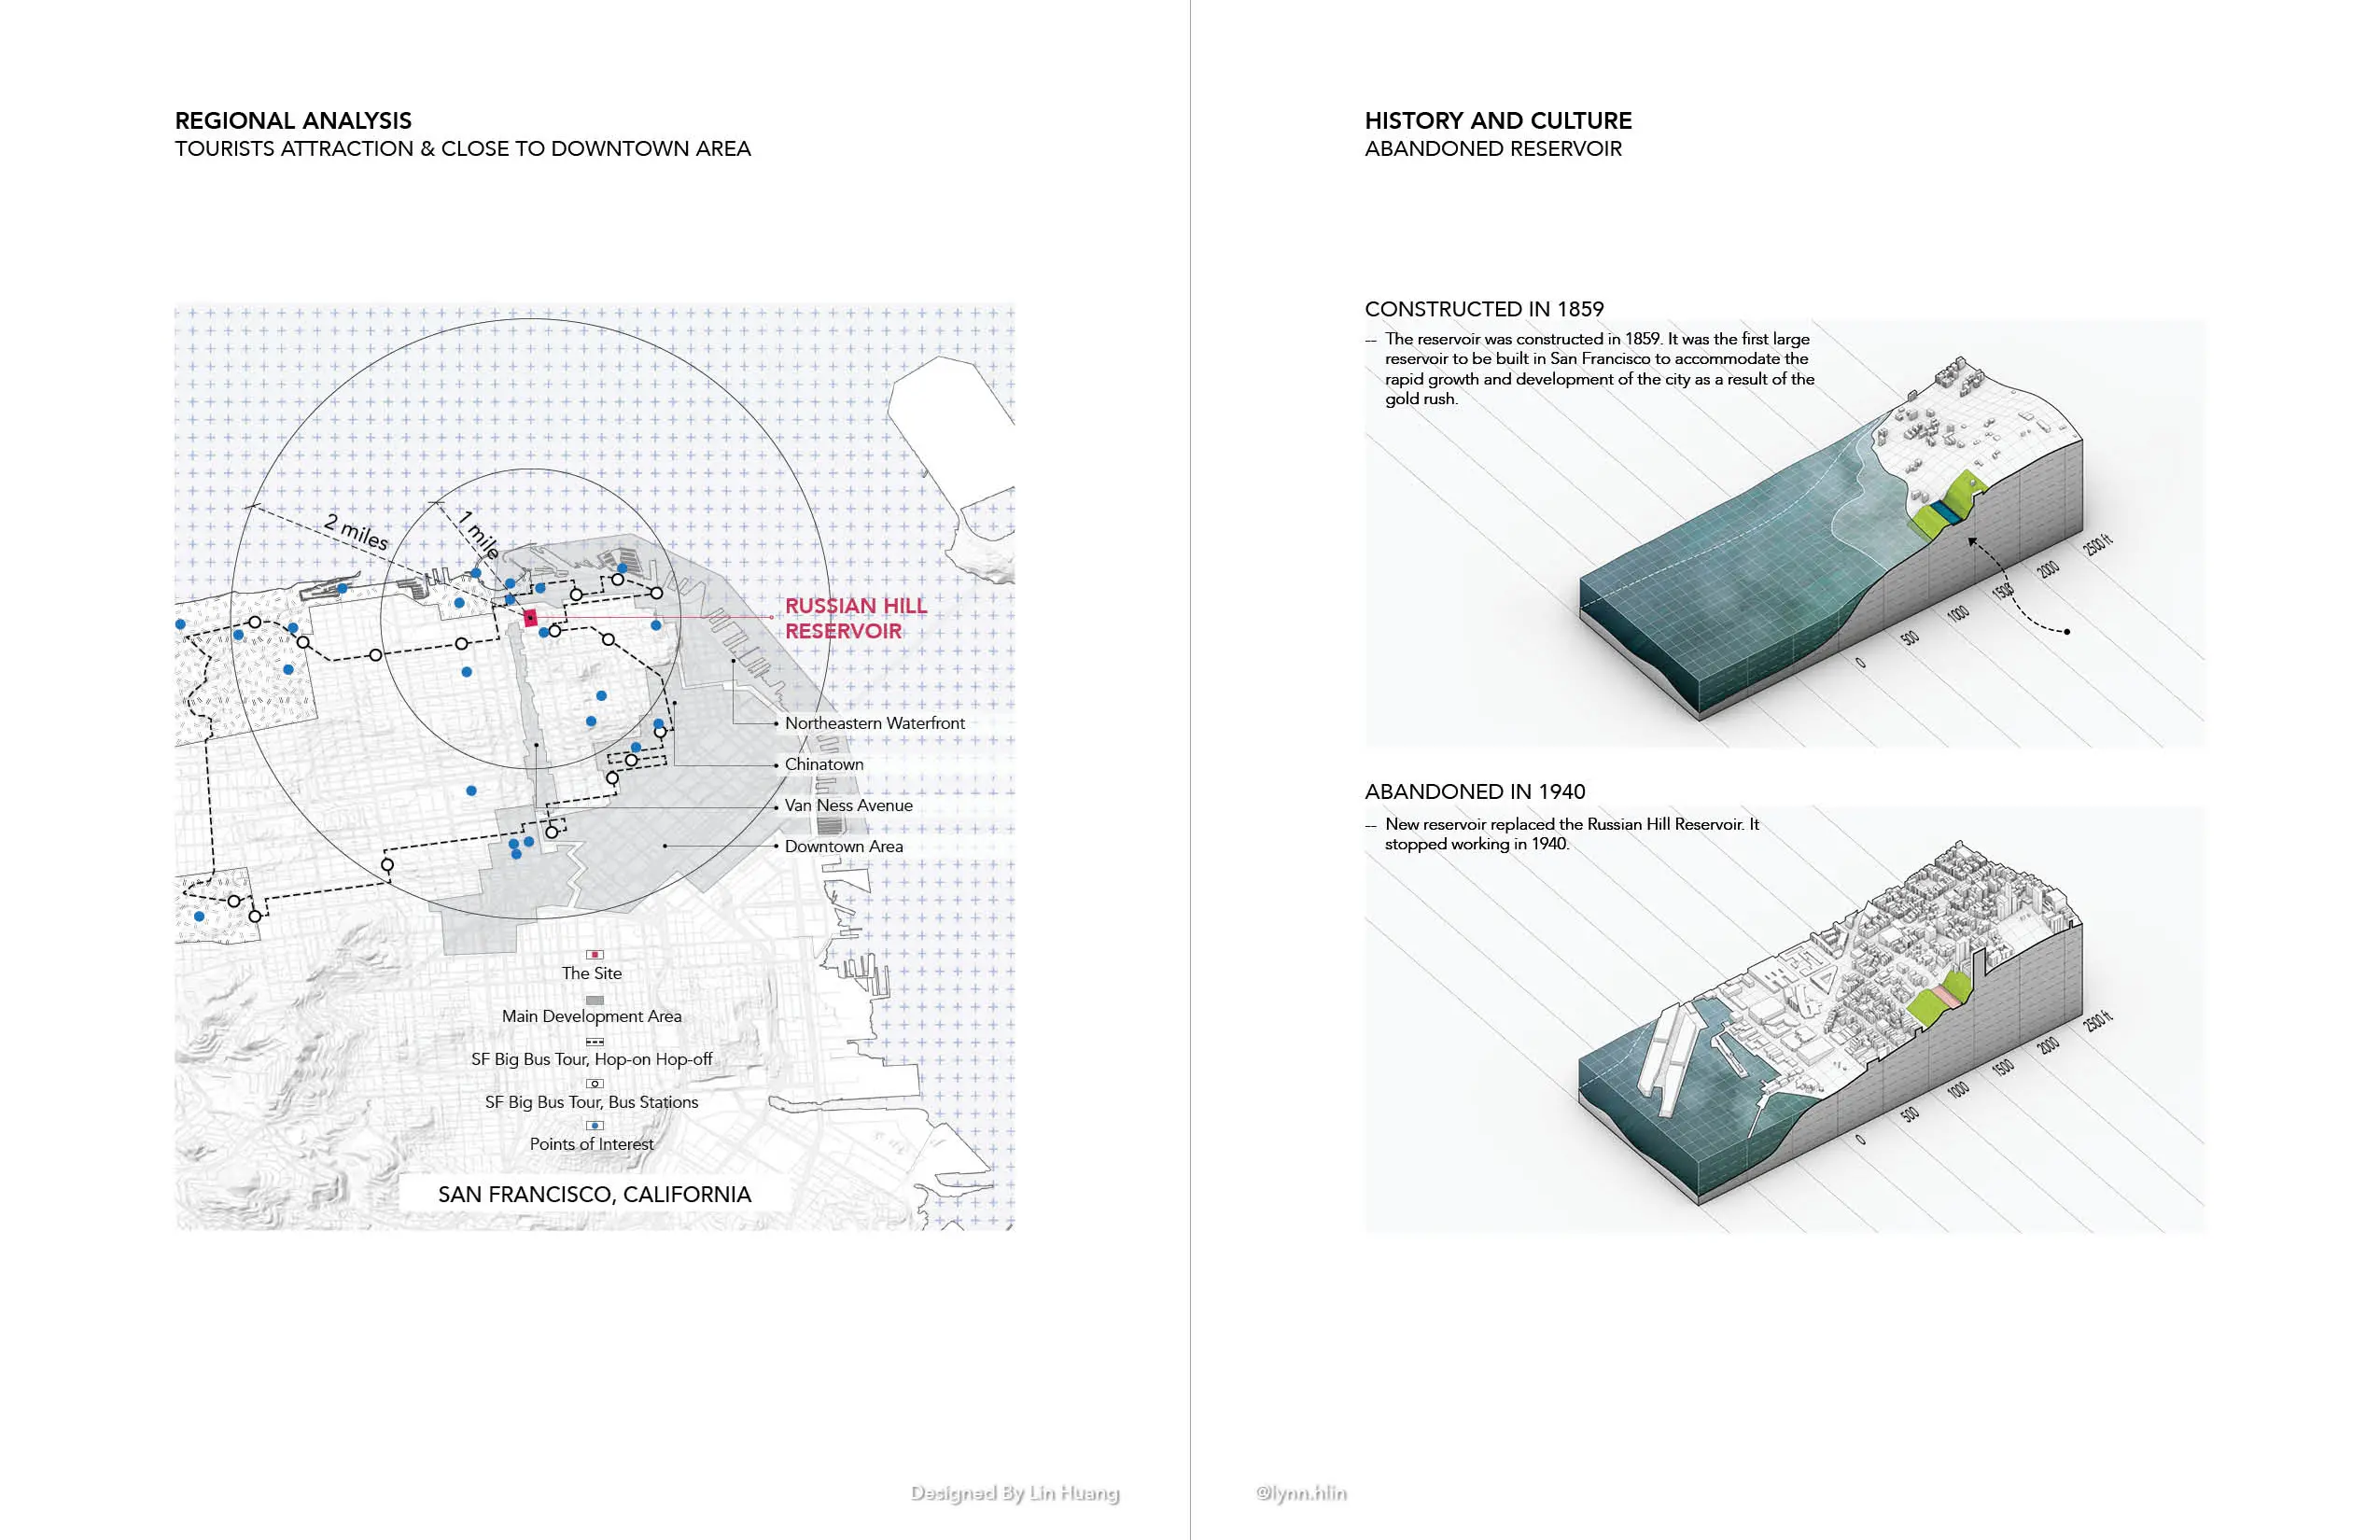 REGIONAL ANALYSIS
TOURISTS ATTRACTION & CLOSE TO DOWNTOWN AREA
2 miles
1 mile
RUSSIAN HILL
RESERVOIR
Northeastern Waterfront
Chinatown
Van Ness Avenue
Downtown Area
The Site
Main Development Area
SF Big Bus Tour, Hop-on Hop-off
SF Big Bus Tour, Bus Stations
Points of Interest
SAN FRANCISCO, CALIFORNIA
HISTORY AND CULTURE
ABANDONED RESERVOIR
CONSTRUCTED IN 1859
-- The reservoir was constructed in 1859. It was the first large
reservoir to be built in San Francisco to accommodate the
rapid growth and development of the city as a result of the
gold rush.
0
500
1000
1500
2000
2500 ft
ABANDONED IN 1940
-- New reservoir replaced the Russian Hill Reservoir. It
stopped working in 1940.
0
500
1000
1500
2000
2500 ft
Designed By Lin Huang
@lynn.hlin